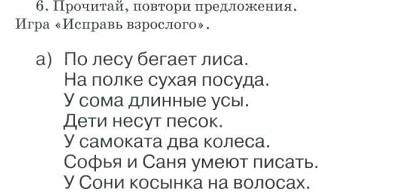 6. Прочитай, повтори предложения.
Игра «Исправь взрослого».
а) По лесу бегает лиса.
На полке сухая посуда.
У сома длинные усы.
Дети несут песок.
У самоката два колеса.
Софья и Саня умеют писать.
У Сони косынка на волосах.